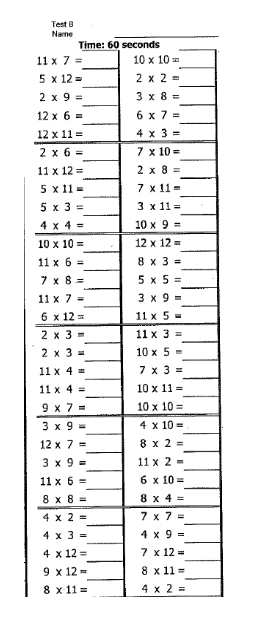 Test B
Name
Time: 60 seconds
11 x 7 = 10 x 10 =
5 x 12 = 2 x 2 =
2 x 9 = 3 x 8 =
12 x 6 = 6 x 7 =
12 x 11 = 4 x 3 =
2 x 6 = 7 x 10 =
11 x 12 = 2 x 8 =
5 x 11 = 7 x 11 =
5 x 3 = 3 x 11 =
4 x 4 = 10 x 9 =
10 x 10 = 12 x 12 =
11 x 6 = 8 x 3 =
7 x 8 = 5 x 5 =
11 x 7 = 3 x 9 =
6 x 12 = 11 x 5 =
2 x 3 = 11 x 3 =
2 x 3 = 10 x 5 =
11 x 4 = 7 x 3 =
11 x 4 = 10 x 11 =
9 x 7 = 10 x 10 =
3 x 9 = 4 x 10 =
12 x 7 = 8 x 2 =
3 x 9 = 11 x 2 =
11 x 6 = 6 x 10 =
8 x 8 = 8 x 4 =
4 x 2 = 7 x 7 =
4 x 3 = 4 x 9 =
4 x 12 = 7 x 12 =
9 x 12 = 8 x 11 =
8 x 11 = 4 x 2 =